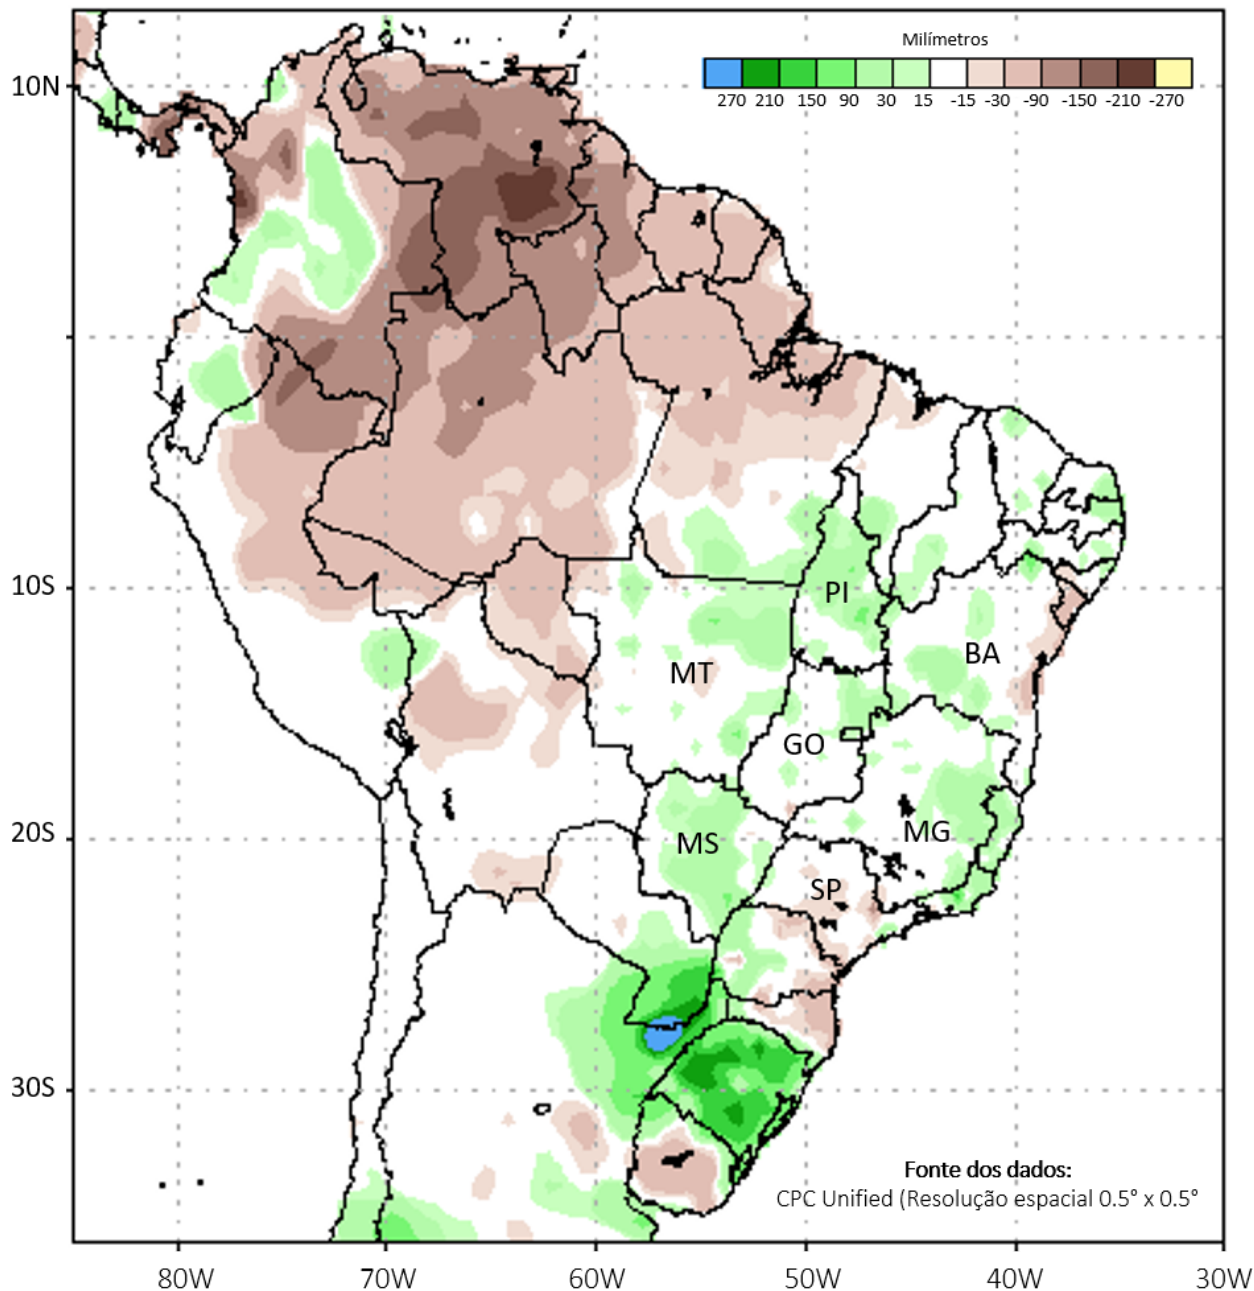 Milímetros
270 210 150 90 30 15 -15 -30 -90 -150 -210 -270
10N
10S
20S
30S
PI
BA
MT
GO
MS
MG
SP
Fonte dos dados:
CPC Unified (Resolução espacial 0.5° x 0.5°
80W 70W 60W 50W 40W 30W